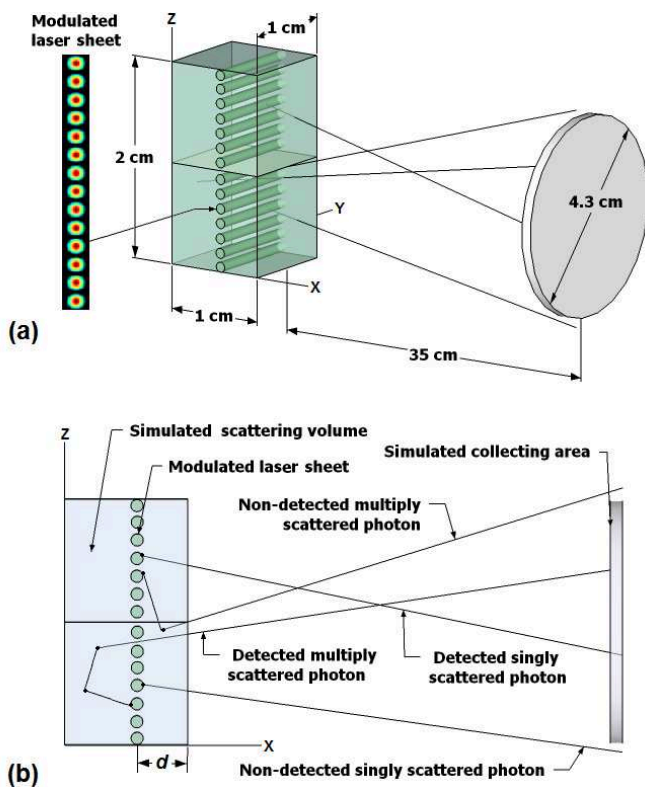 Modulated
laser sheet
Z
1 cm
2 cm
Y
X
1 cm
4.3 cm
35 cm
(a)
Z
Simulated scattering volume
Modulated laser sheet
Simulated collecting area
Non-detected multiply
scattered photon
Detected multiply
scattered photon
Detected singly
scattered photon
X
d
Non-detected singly scattered photon
(b)